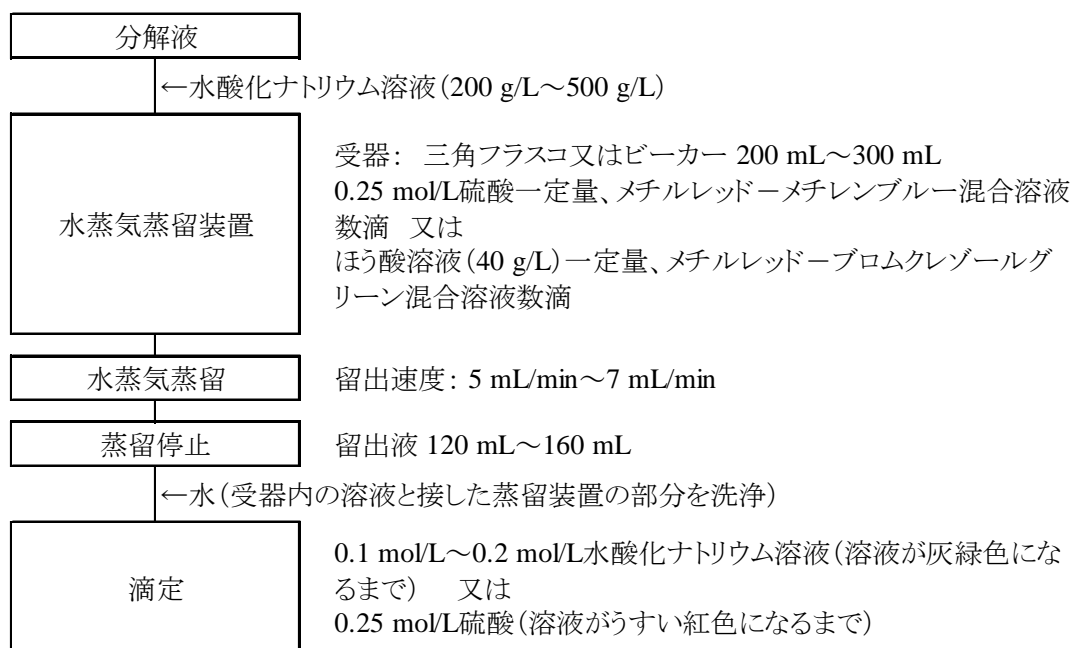 分解液
←水酸化ナトリウム溶液(200 g/L～500 g/L)
水蒸気蒸留装置
受器： 三角フラスコ又はビーカー 200 mL～300 mL
0.25 mol/L硫酸一定量、メチルレッド－メチレンブルー混合溶液
数滴 又は
ほう酸溶液(40 g/L)一定量、メチルレッド－ブロムクレゾールグ
リーン混合溶液数滴
水蒸気蒸留
留出速度： 5 mL/min～7 mL/min
蒸留停止
留出液 120 mL～160 mL
←水(受器内の溶液と接した蒸留装置の部分を洗浄)
滴定
0.1 mol/L～0.2 mol/L水酸化ナトリウム溶液(溶液が灰緑色にな
るまで) 又は
0.25 mol/L硫酸(溶液がうすい紅色になるまで)